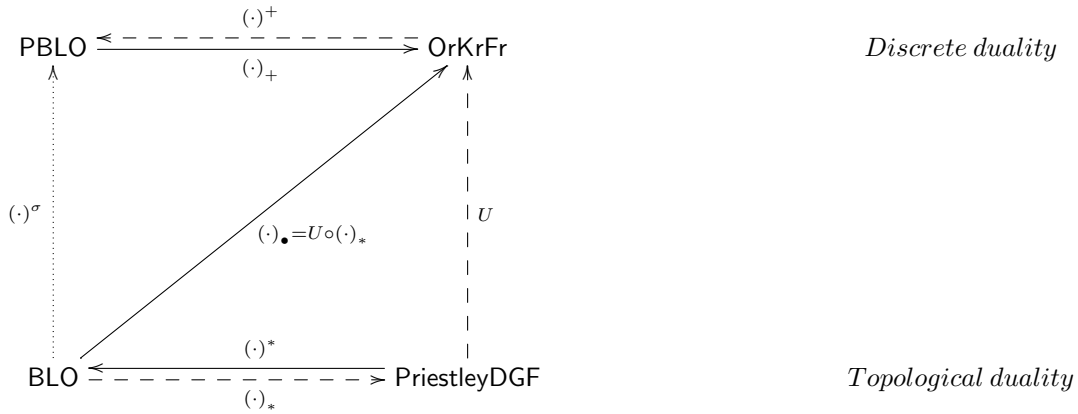 (·)⁺
PBLO OrKrFr Discrete duality
(·)₊
(·)^σ U
(·)_•=U∘(·)_*
(·)^*
BLO PriestleyDGF Topological duality
(·)_*